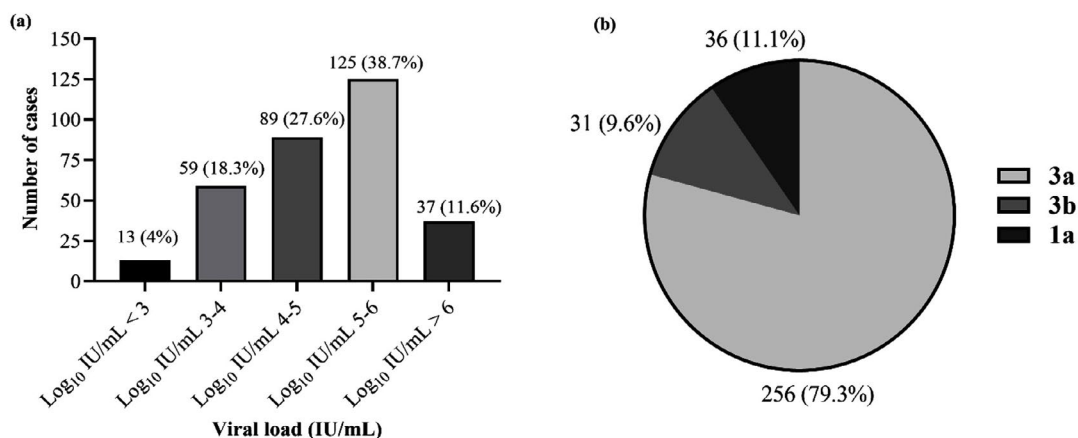 (a)
150
125
100
75
50
25
0
Number of cases
13 (4%)
59 (18.3%)
89 (27.6%)
125 (38.7%)
37 (11.6%)
Log₁₀ IU/mL < 3
Log₁₀ IU/mL 3-4
Log₁₀ IU/mL 4-5
Log₁₀ IU/mL 5-6
Log₁₀ IU/mL > 6
Viral load (IU/mL)
(b)
36 (11.1%)
31 (9.6%)
256 (79.3%)
3a
3b
1a